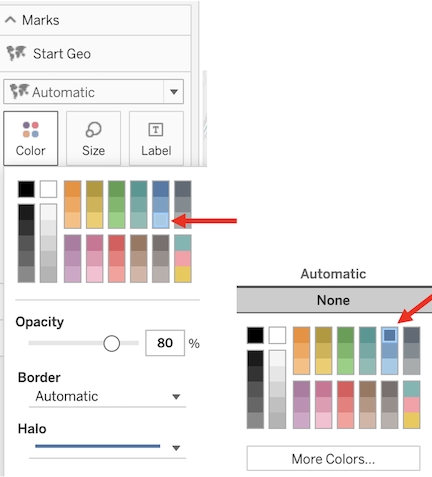 Marks
Start Geo
Automatic
Color
Size
Label
Opacity
80 %
Border
Automatic
Halo
Automatic
None
More Colors...